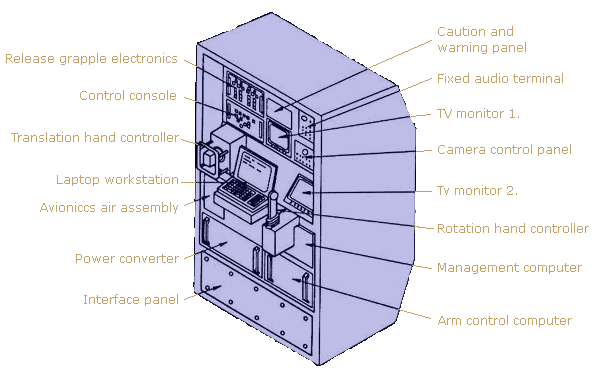 Caution and
warning panel
Release grapple electronics
Fixed audio terminal
Control console
TV monitor 1.
Translation hand controller
Camera control panel
Laptop workstation
Tv monitor 2.
Avioniccs air assembly
Rotation hand controller
Power converter
Management computer
Interface panel
Arm control computer